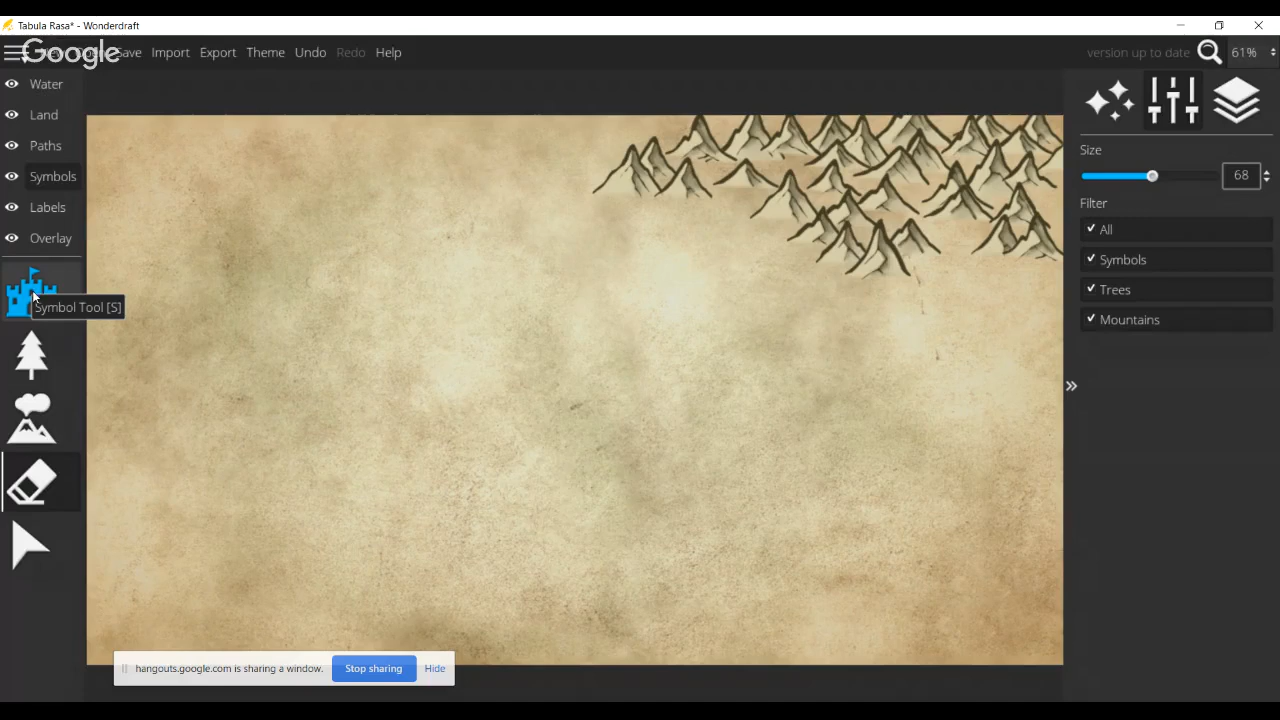 Tabula Rasa* - Wonderdraft
Google
Save Import Export Theme Undo Redo Help
version up to date
61%
Water
Land
Paths
Symbols
Labels
Overlay
Symbol Tool [S]
Size
68
Filter
All
Symbols
Trees
Mountains
hangouts.google.com is sharing a window.
Stop sharing
Hide